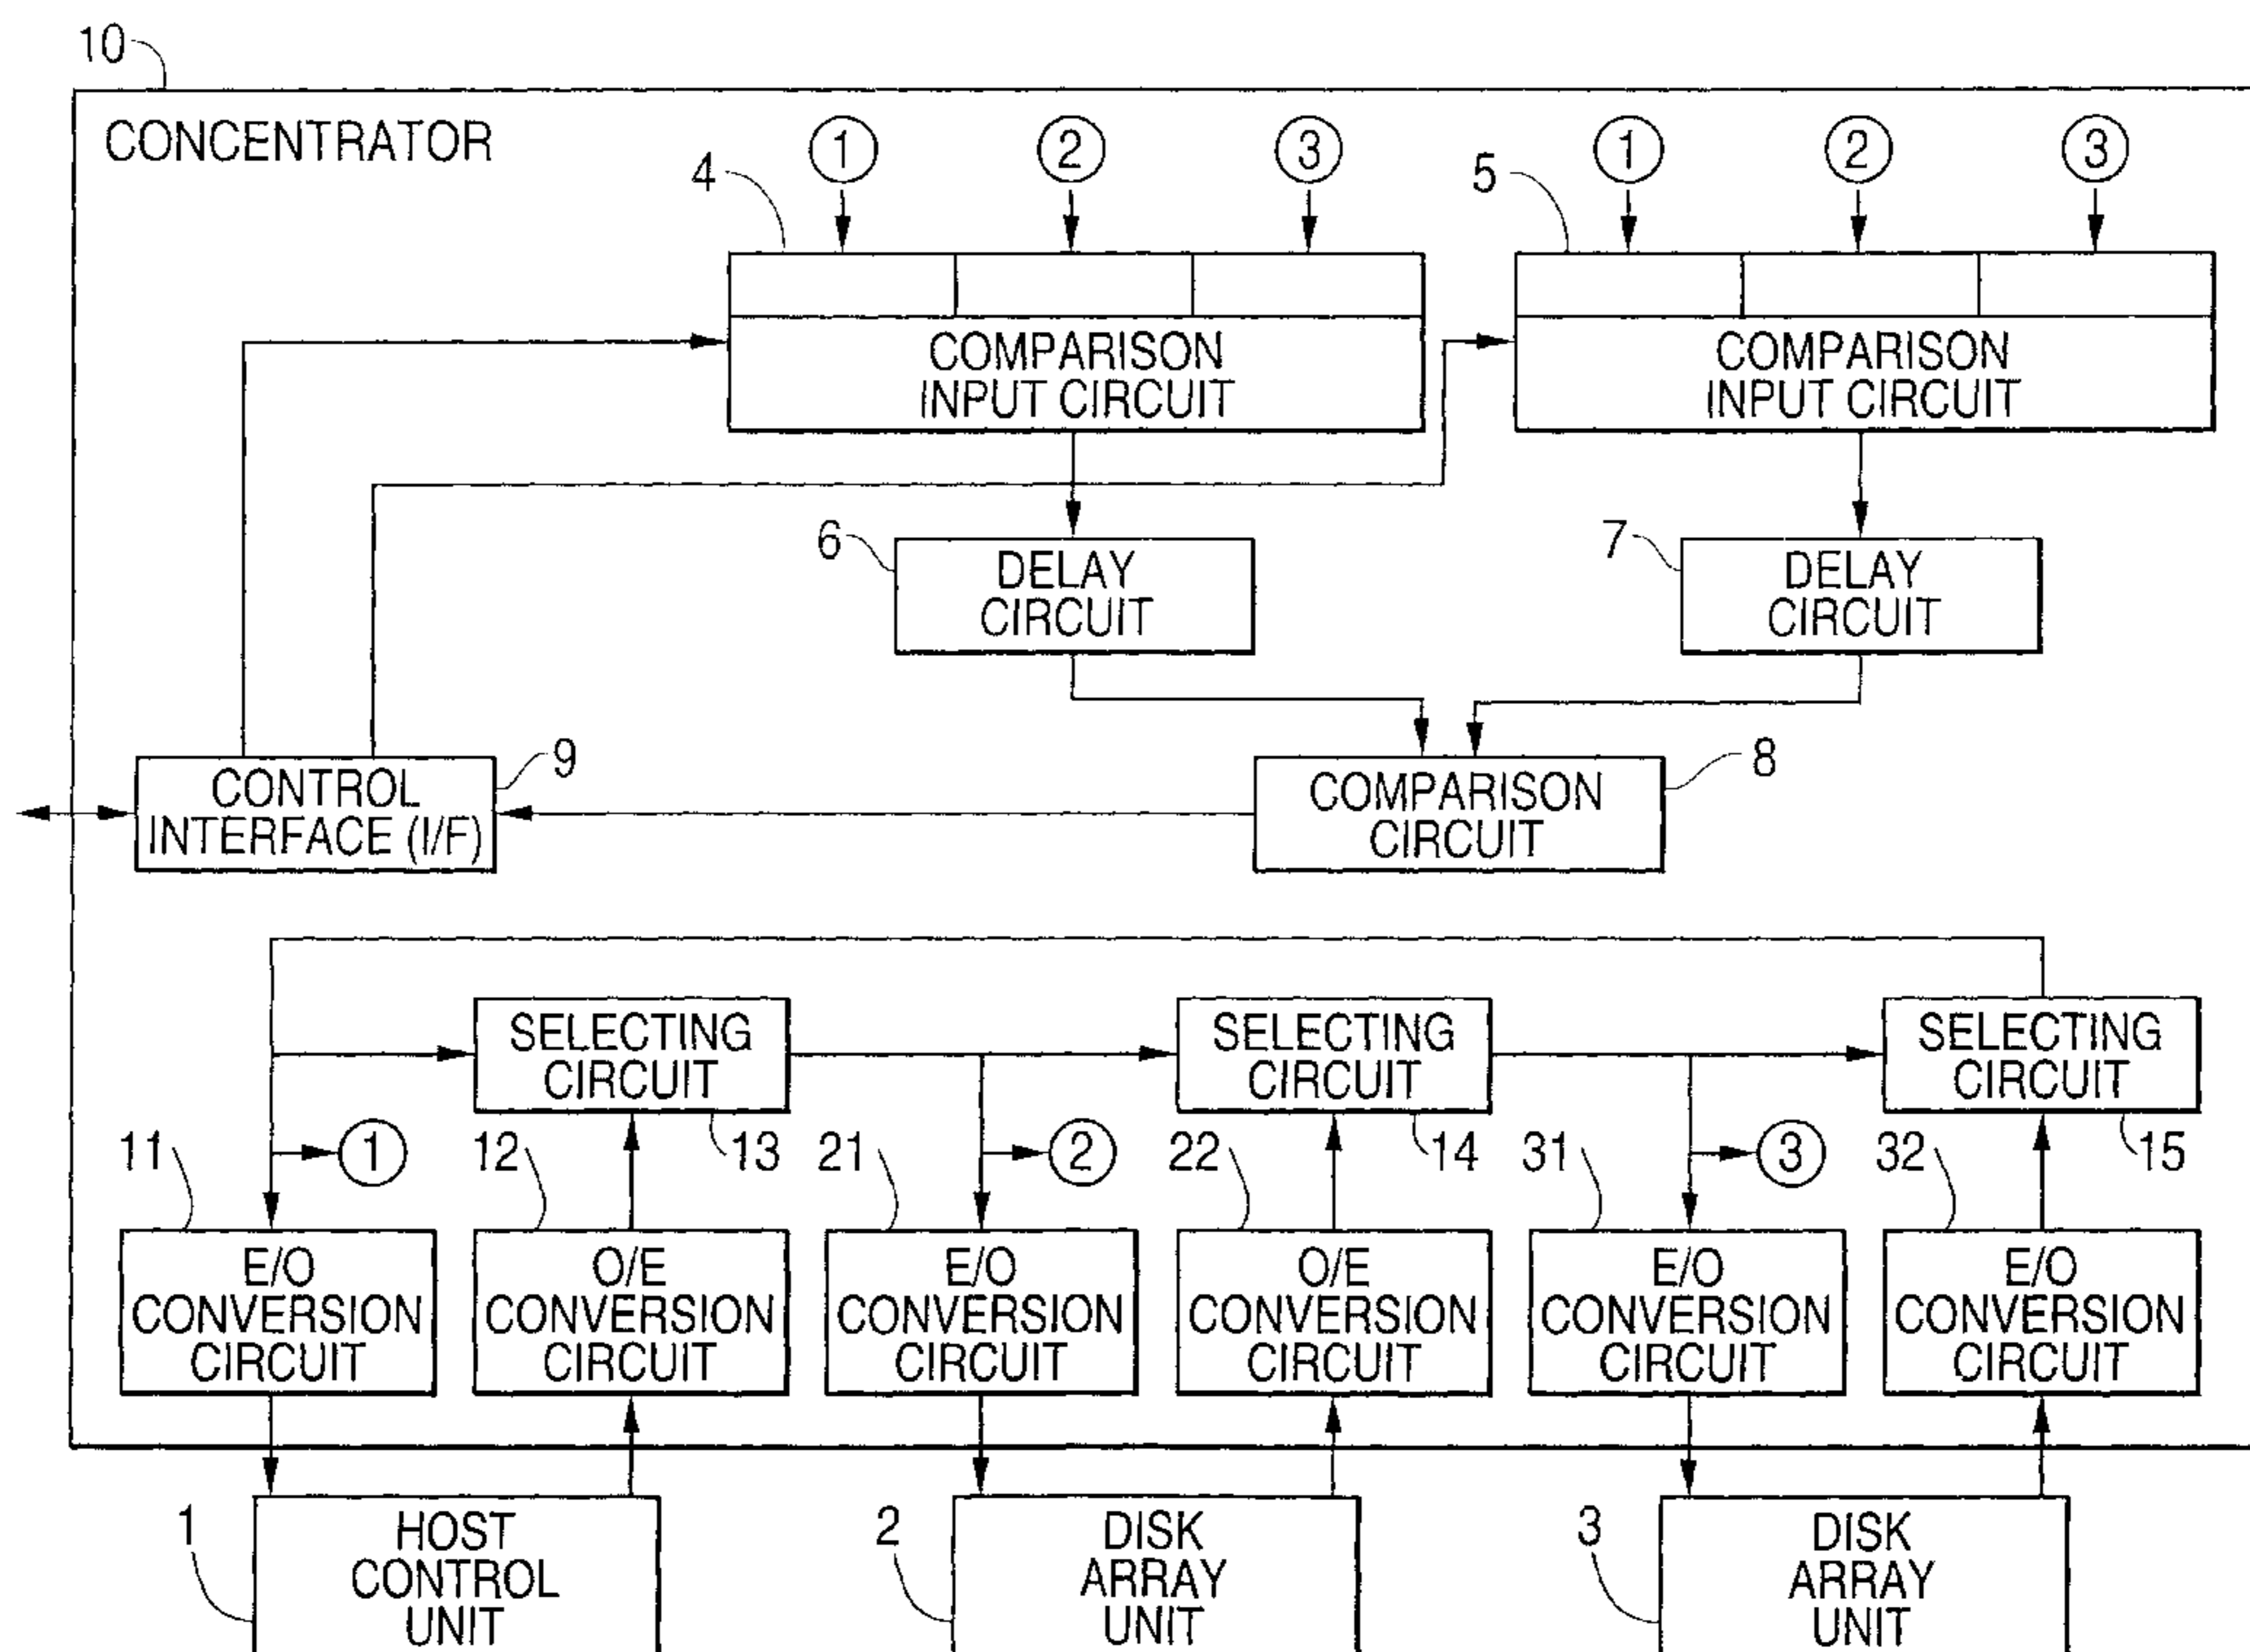 10
CONCENTRATOR
1
2
3
1
2
3
4
5
COMPARISON
INPUT CIRCUIT
COMPARISON
INPUT CIRCUIT
6
DELAY
CIRCUIT
7
DELAY
CIRCUIT
CONTROL
INTERFACE (I/F)
9
COMPARISON
CIRCUIT
8
SELECTING
CIRCUIT
SELECTING
CIRCUIT
SELECTING
CIRCUIT
11
1
12
13
21
2
22
14
31
3
32
15
E/O
CONVERSION
CIRCUIT
O/E
CONVERSION
CIRCUIT
E/O
CONVERSION
CIRCUIT
O/E
CONVERSION
CIRCUIT
E/O
CONVERSION
CIRCUIT
E/O
CONVERSION
CIRCUIT
1
HOST
CONTROL
UNIT
2
DISK
ARRAY
UNIT
3
DISK
ARRAY
UNIT